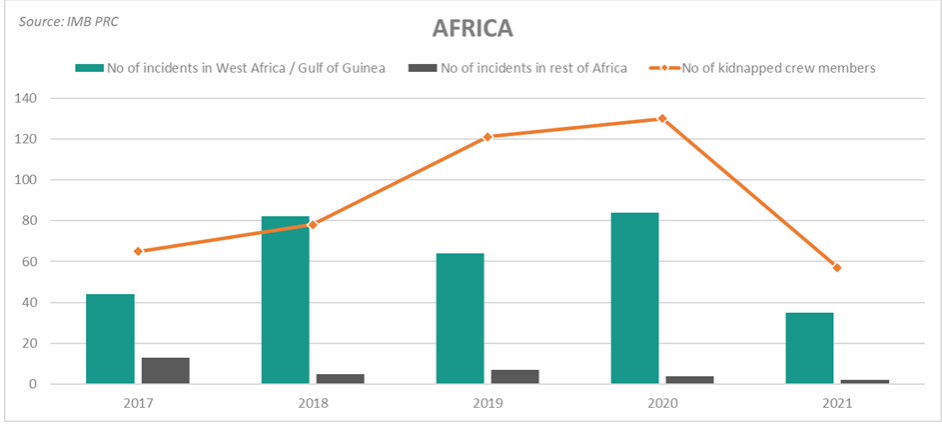 Source: IMB PRC
AFRICA
No of incidents in West Africa / Gulf of Guinea No of incidents in rest of Africa No of kidnapped crew members
140
120
100
80
60
40
20
0
2017 2018 2019 2020 2021